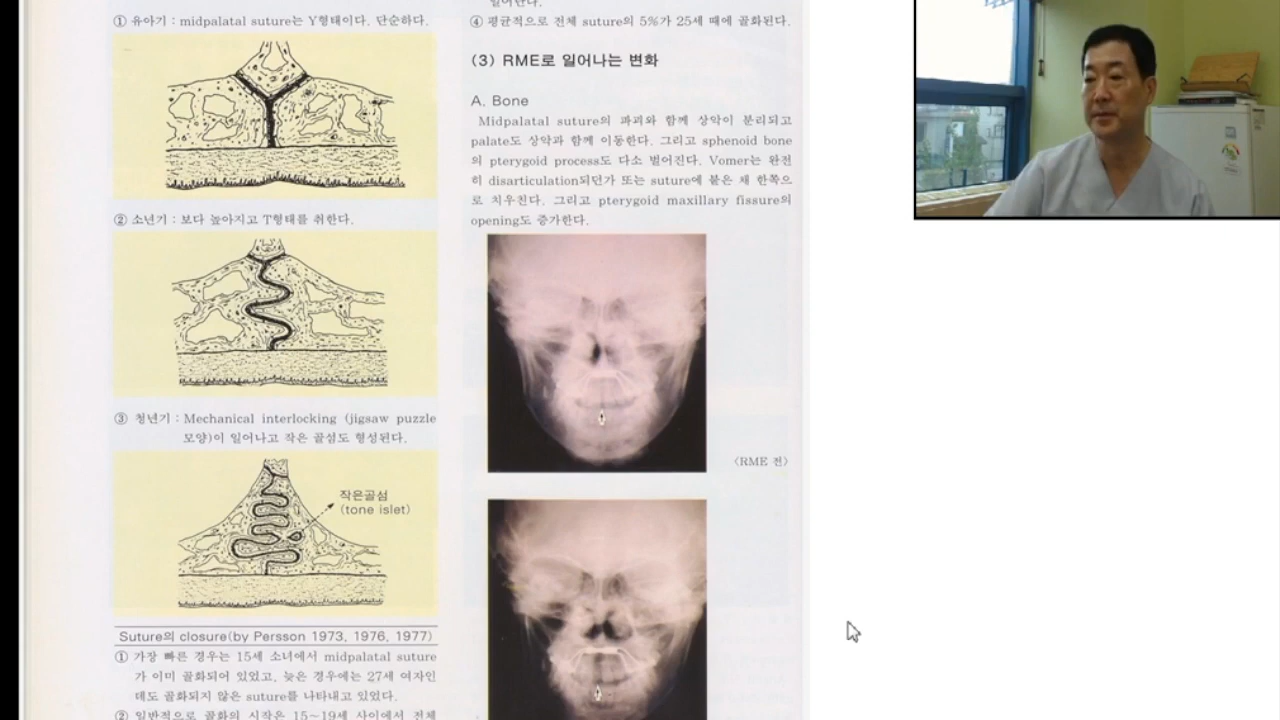 ① 유아기 : midpalatal suture는 Y형태이다. 단순하다.
② 소년기 : 보다 높아지고 T형태를 취한다.
③ 청년기 : Mechanical interlocking (jigsaw puzzle
모양)이 일어나고 작은 골섬도 형성된다.
작은골섬
(tone islet)
Suture의 closure(by Persson 1973, 1976, 1977)
① 가장 빠른 경우는 15세 소녀에서 midpalatal suture
가 이미 골화되어 있었고, 늦은 경우에는 27세 여자인
데도 골화되지 않은 suture를 나타내고 있었다.
② 일반적으로 골화의 시작은 15~19세 사이에서 전체
④ 평균적으로 전체 suture의 5%가 25세 때에 골화된다.
(3) RME로 일어나는 변화
A. Bone
Midpalatal suture의 파괴와 함께 상악이 분리되고
palate도 상악과 함께 이동한다. 그리고 sphenoid bone
의 pterygoid process도 다소 벌어진다. Vomer는 완전
히 disarticulation되던가 또는 suture에 붙은 채 한쪽으
로 치우친다. 그리고 pterygoid maxillary fissure의
opening도 증가한다.
〈RME 전〉